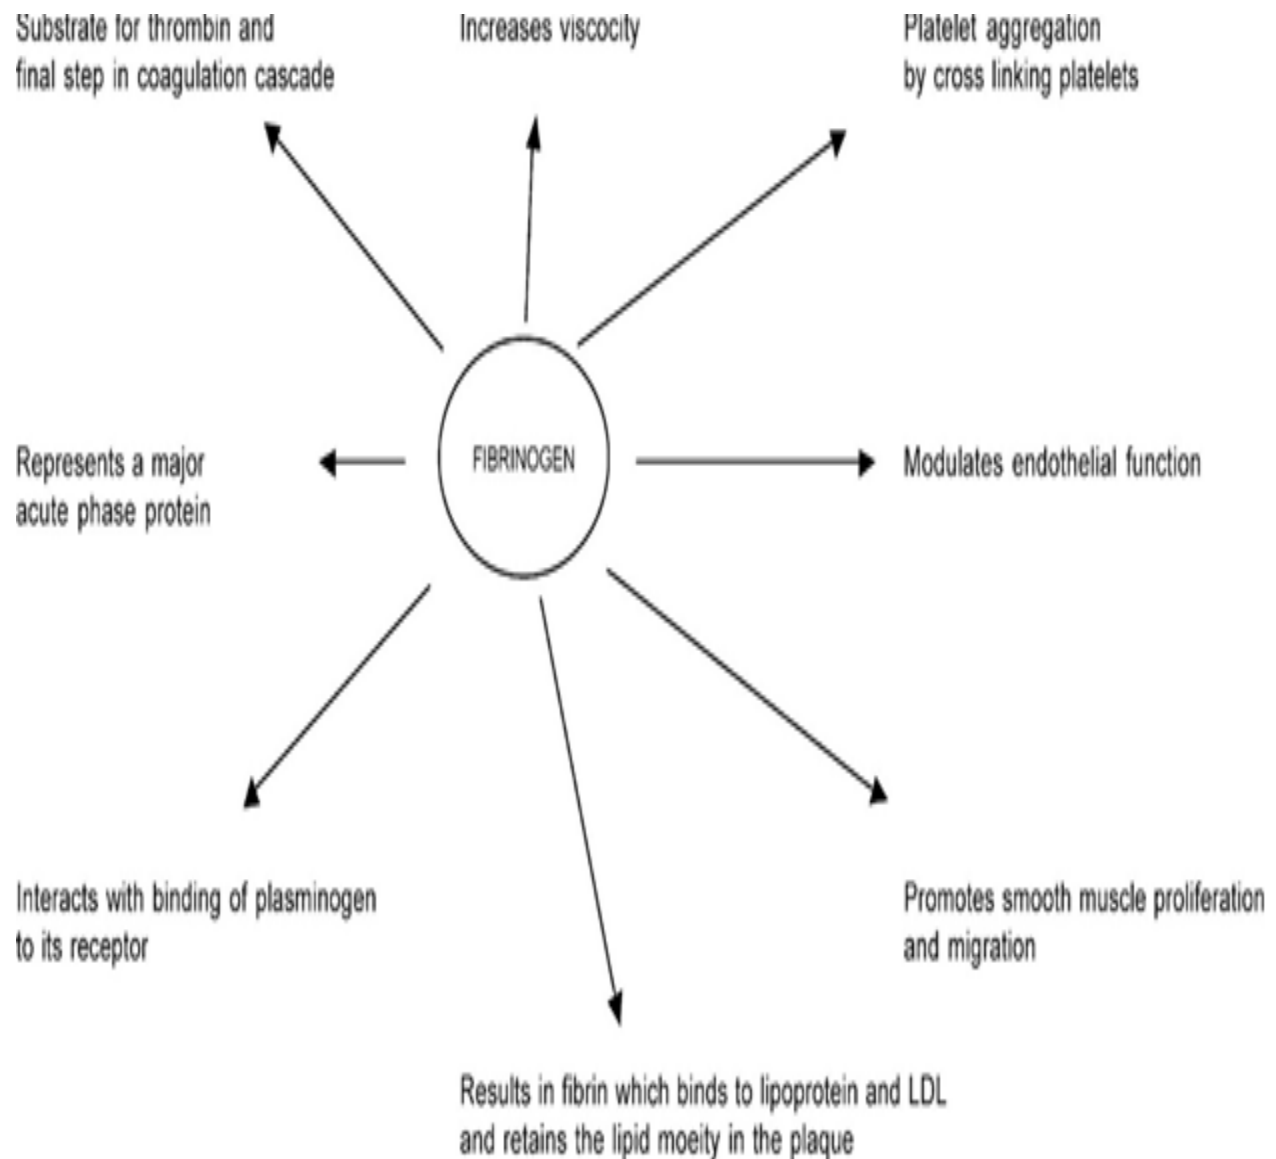 Substrate for thrombin and
final step in coagulation cascade
Increases viscocity
Platelet aggregation
by cross linking platelets
Represents a major
acute phase protein
FIBRINOGEN
Modulates endothelial function
Interacts with binding of plasminogen
to its receptor
Promotes smooth muscle proliferation
and migration
Results in fibrin which binds to lipoprotein and LDL
and retains the lipid moeity in the plaque